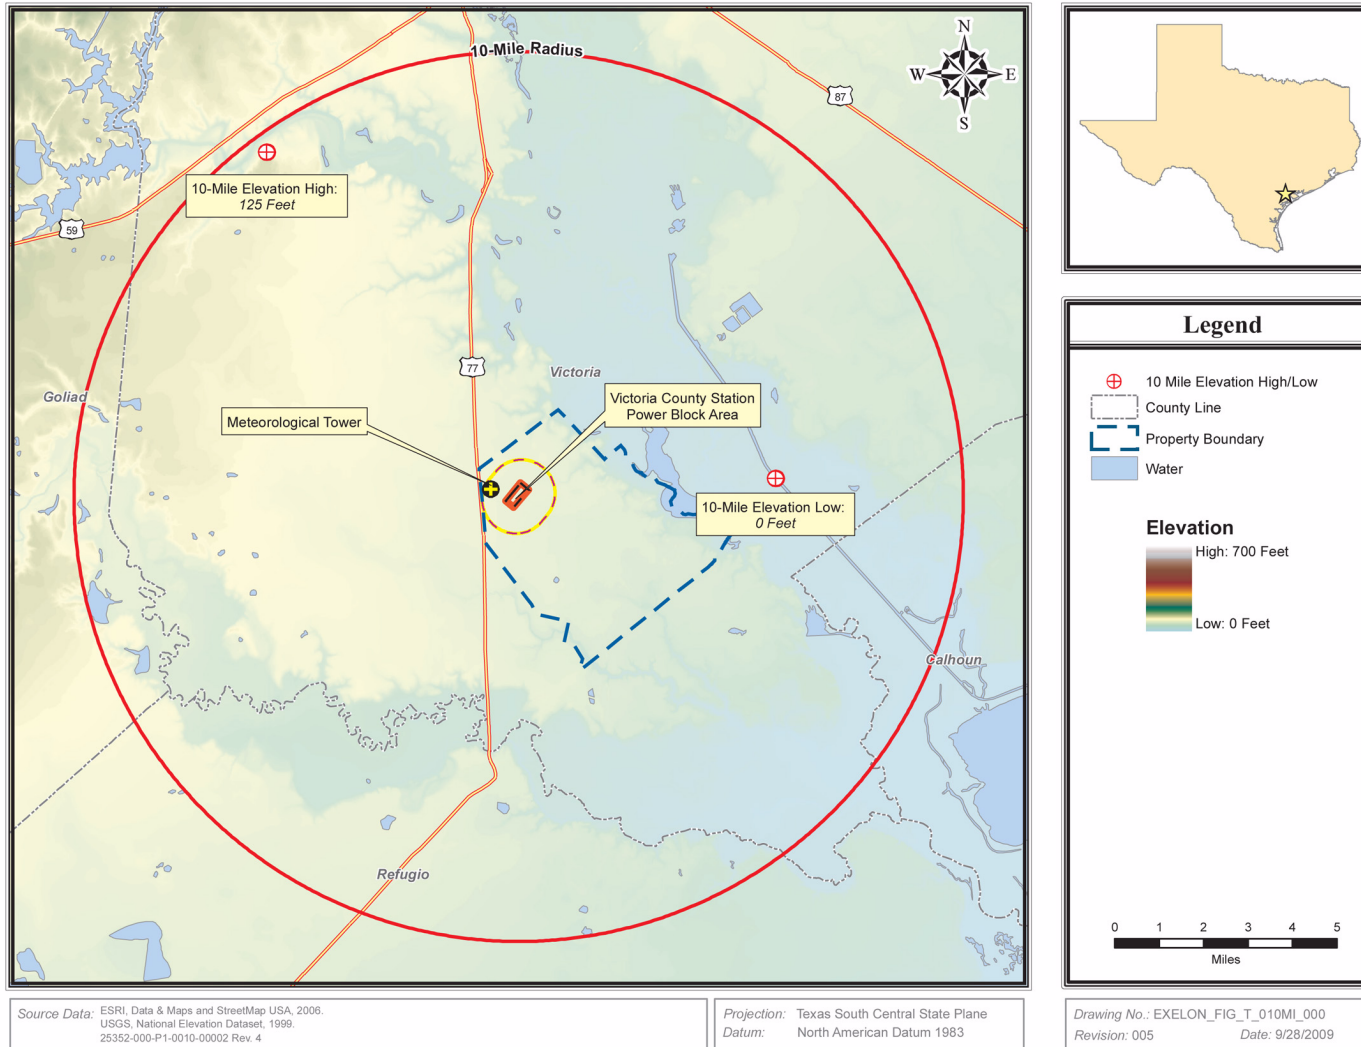 10-Mile Radius
N
W
E
S
87
10-Mile Elevation High:
125 Feet
59
77
Victoria
Goliad
Victoria County Station
Power Block Area
Meteorological Tower
10-Mile Elevation Low:
0 Feet
Calhoun
Refugio
Legend
10 Mile Elevation High/Low
County Line
Property Boundary
Water
Elevation
High: 700 Feet
Low: 0 Feet
0 1 2 3 4 5
Miles
Source Data: ESRI, Data & Maps and StreetMap USA, 2006.
USGS, National Elevation Dataset, 1999.
25352-000-P1-0010-00002 Rev. 4
Projection: Texas South Central State Plane
Datum: North American Datum 1983
Drawing No.: EXELON_FIG_T_010MI_000
Revision: 005 Date: 9/28/2009